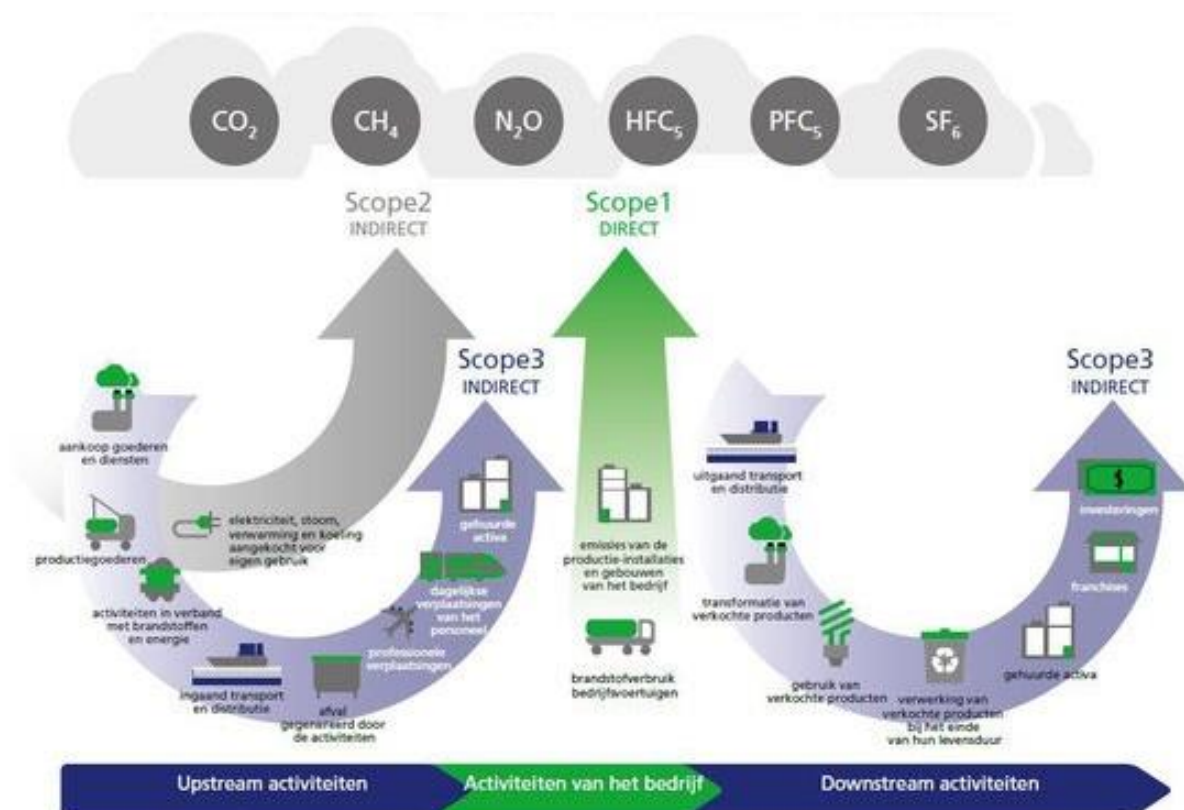 CO₂
CH₄
N₂O
HFC₅
PFC₅
SF₆
Scope2
INDIRECT
Scope1
DIRECT
Scope3
INDIRECT
Scope3
INDIRECT
aankoop goederen
en diensten
productiegoederen
elektriciteit, stoom,
verwarming en koeling
aangekocht voor
eigen gebruik
activiteiten in verband
met brandstoffen
en energie
ingaand transport
en distributie
afval
gegenereerd door
de activiteiten
professionele
verplaatsingen
dagelijkse
verplaatsingen
van het
personeel
gehuurde
activa
emissies van de
productie-installaties
en gebouwen
van het bedrijf
brandstofverbruik
bedrijfsvoertuigen
uitgaand transport
en distributie
transformatie van
verkochte producten
gebruik van
verkochte producten
verwerking van
verkochte producten
bij het einde
van hun levensduur
gehuurde activa
franchises
$
investeringen
Upstream activiteiten
Activiteiten van het bedrijf
Downstream activiteiten